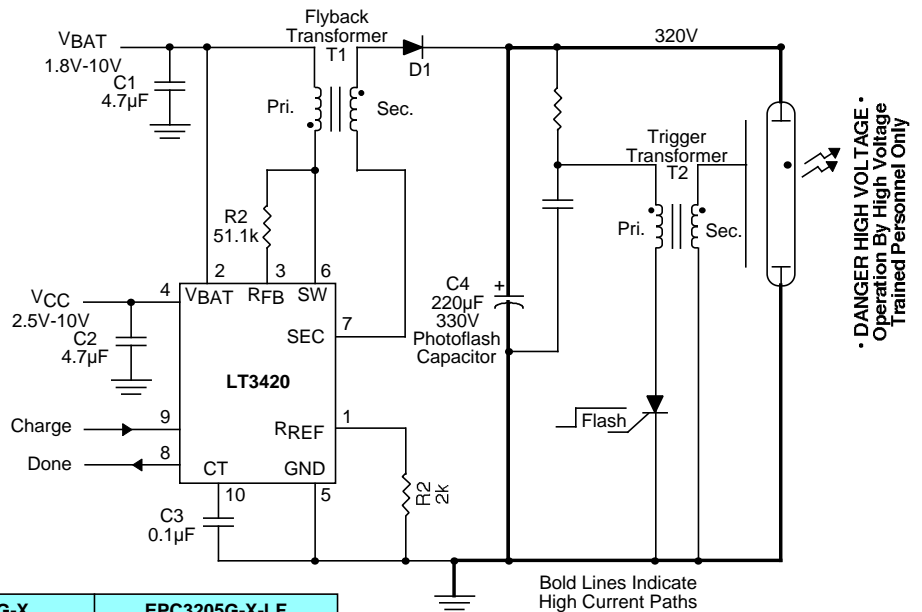 Flyback
Transformer
T1
VBAT
1.8V-10V
C1
4.7µF
Pri.
Sec.
D1
320V
R2
51.1k
Trigger
Transformer
T2
Pri.
Sec.
• DANGER HIGH VOLTAGE •
Operation By High Voltage
Trained Personnel Only
2
3
6
VBAT
RFB
SW
VCC
4
2.5V-10V
C2
4.7µF
SEC
7
C4
+
220µF
330V
Photoflash
Capacitor
LT3420
Charge
9
RREF
1
Flash
Done
8
CT
GND
10
5
R2
2k
C3
0.1µF
Bold Lines Indicate
High Current Paths
G-X
EPC3205G-X-LF